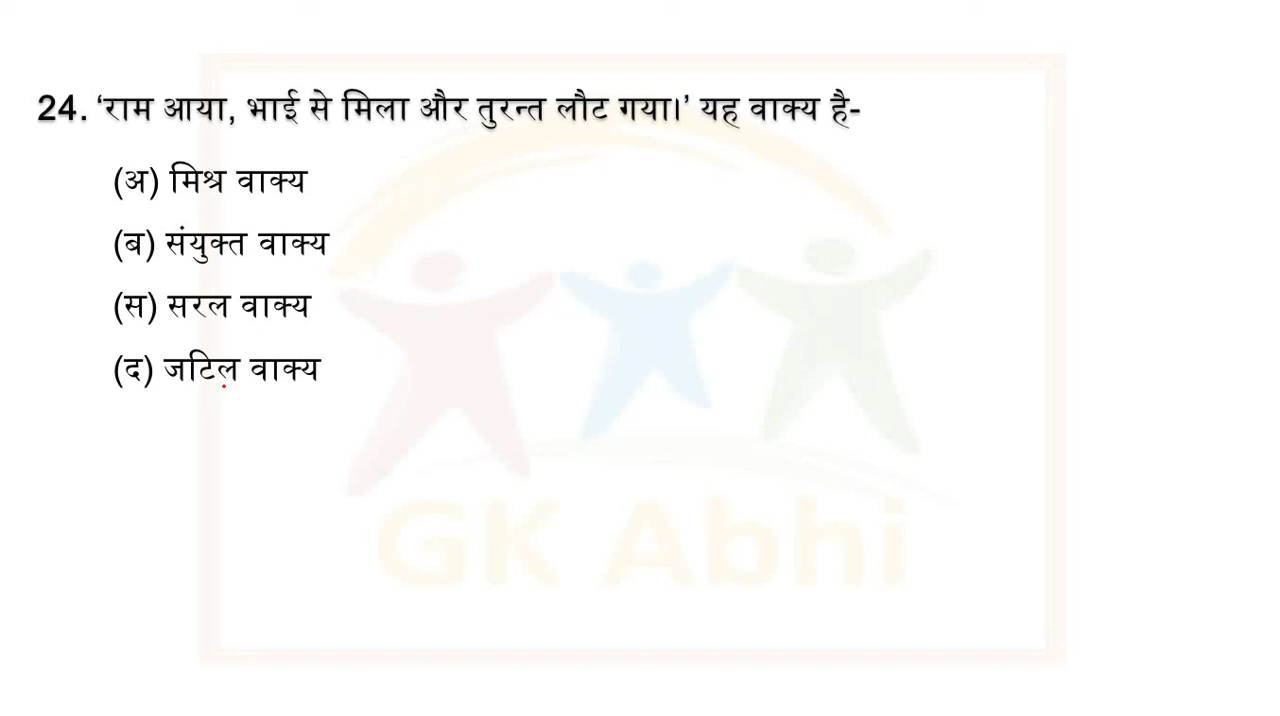 24. ‘राम आया, भाई से मिला और तुरन्त लौट गया।’ यह वाक्य है-
(अ) मिश्र वाक्य
(ब) संयुक्त वाक्य
(स) सरल वाक्य
(द) जटिल वाक्य
GK Abhi